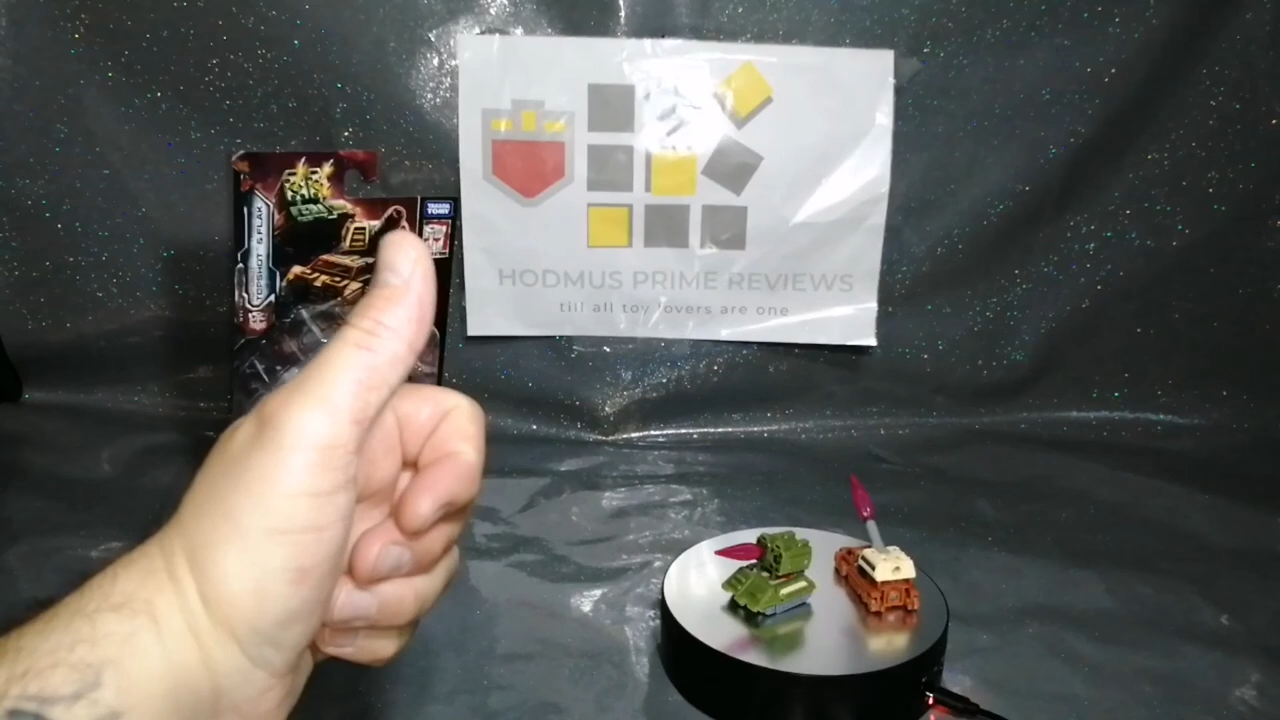 TAKARA
TOMY
TOPSHOT & FLAK
HODMUS PRIME REVIEWS
till all toy lovers are one